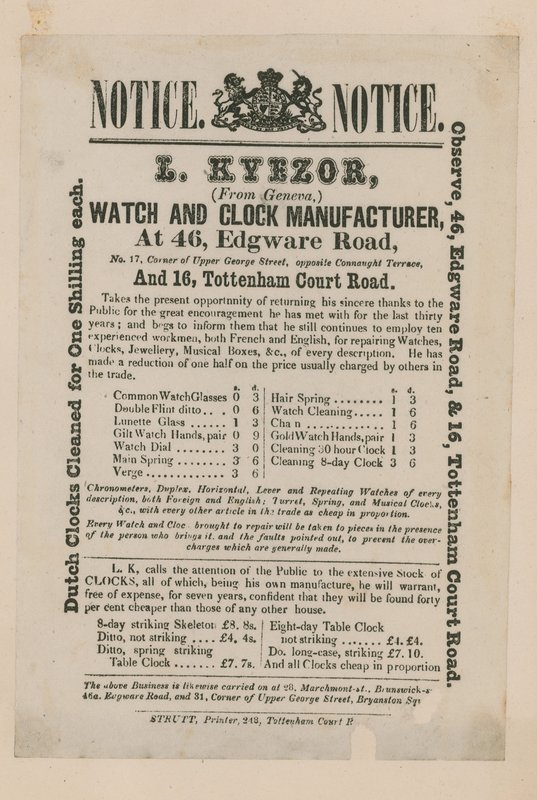 NOTICE. NOTICE.
L. KYEZOR,
(From Geneva,)
WATCH AND CLOCK MANUFACTURER,
At 46, Edgware Road,
No. 17, Corner of Upper George Street, opposite Connaught Terrace,
And 16, Tottenham Court Road.
Takes the present opportnnity of returning his sincere thanks to the
Public for the great encouragement he has met with for the last thirty
years; and begs to inform them that he still continues to employ ten
experienced workmen, both French and English, for repairing Watches,
Clocks, Jewellery, Musical Boxes, &c., of every description. He has
made a reduction of one half on the price usually charged by others in
the trade.
s. d.
Common Watch Glasses 0 3
Double Flint ditto... 0 6
Lunette Glass ..... 1 3
Gilt Watch Hands, pair 0 9
Watch Dial ........ 3 0
Main Spring ........ 3 6
Verge ............ 3 6
s. d.
Hair Spring ........ 1 3
Watch Cleaning..... 1 6
Cha n ............ 1 6
Gold Watch Hands, pair 1 3
Cleaning 30 hour Clock 1 3
Cleaning 8-day Clock 3 6
Chronometers, Duplex, Horizontal, Lever and Repeating Watches of every
description, both Foreign and English; Turret, Spring, and Musical Clocks,
&c., with every other article in the trade as cheap in proportion.
Every Watch and Cloc brought to repair will be taken to pieces in the presence
of the person who brings it. and the faults pointed out, to prevent the over-
charges which are generally made.
L. K, calls the attention of the Public to the extensive Stock of
CLOCKS, all of which, being his own manufacture, he will warrant,
free of expense, for seven years, confident that they will be found forty
per cent cheaper than those of any other house.
8-day striking Skeleton £8. 8s.
Ditto, not striking .... £4, 4s.
Ditto, spring striking
Table Clock ....... £7. 7s.
Eight-day Table Clock
not striking ....... £4. £4.
Do. long-case, striking £7. 10.
And all Clocks cheap in proportion
The above Business is likewise carried on at 28, Marchmont-st., Brunswick-s
46a. Edgware Road, and 31, Corner of Upper George Street, Bryanston Squ
STRUTT, Printer, 243, Tottenham Court R
Dutch Clocks Cleaned for One Shilling each.
Observe, 46, Edgware Road, & 16, Tottenham Court Road.